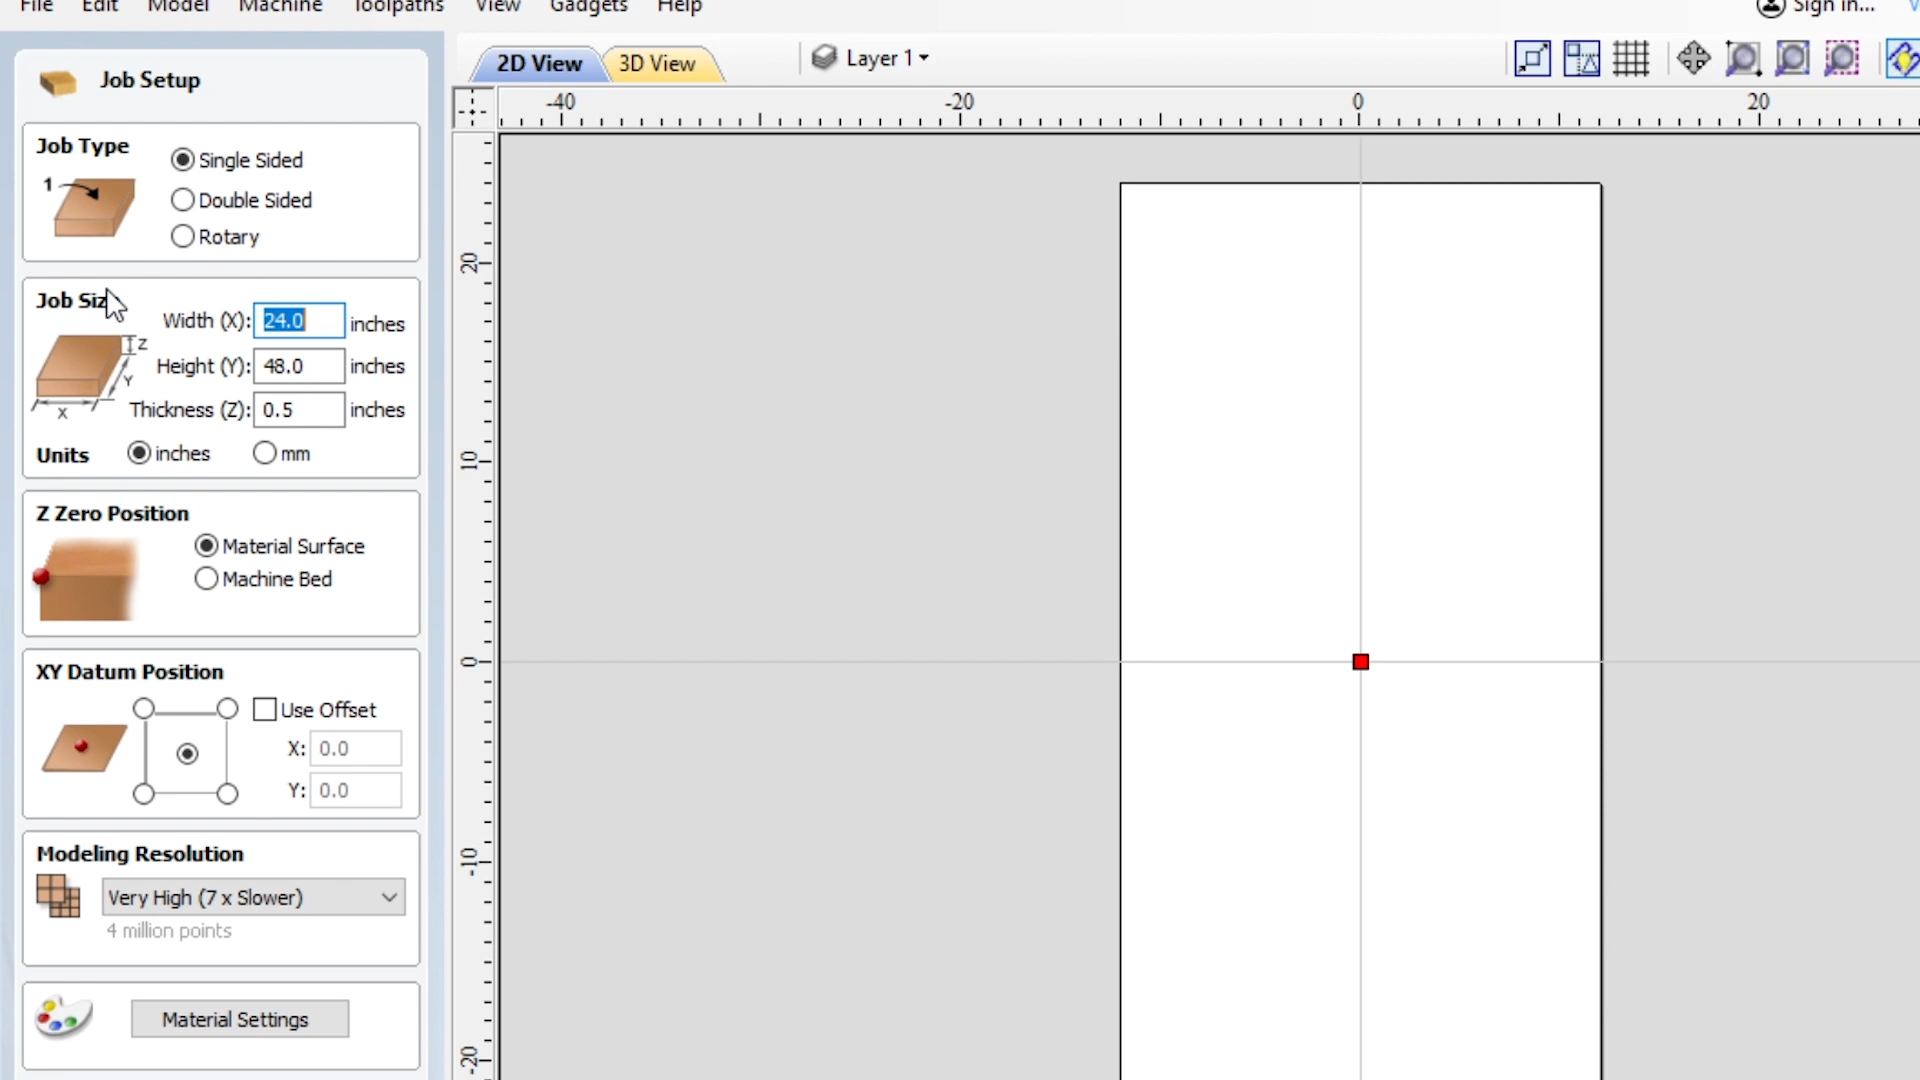 File Edit Model Machine Toolpaths View Gadgets Help Sign in...
Job Setup
2D View 3D View Layer 1
-40 -20 0 20
Job Type
1
Single Sided
Double Sided
Rotary
Job Siz
Width (X): 24.0 inches
Height (Y): 48.0 inches
Thickness (Z): 0.5 inches
Z
Y
X
Units inches mm
Z Zero Position
Material Surface
Machine Bed
XY Datum Position
Use Offset
X: 0.0
Y: 0.0
Modeling Resolution
Very High (7 x Slower)
4 million points
Material Settings
20
10
0
-10
-20